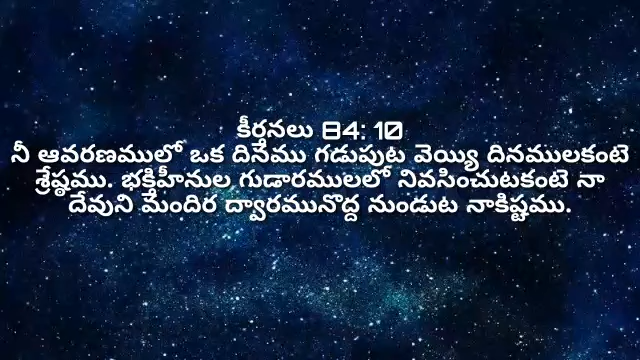 కీర్తనలు 84: 10
నీ ఆవరణములో ఒక దినము గడుపుట వెయ్యి దినములకంటె
శ్రేష్ఠము. భక్తిహీనుల గుడారములలో నివసించుటకంటె నా
దేవుని మందిర ద్వారమునొద్ద నుండుట నాకిష్టము.